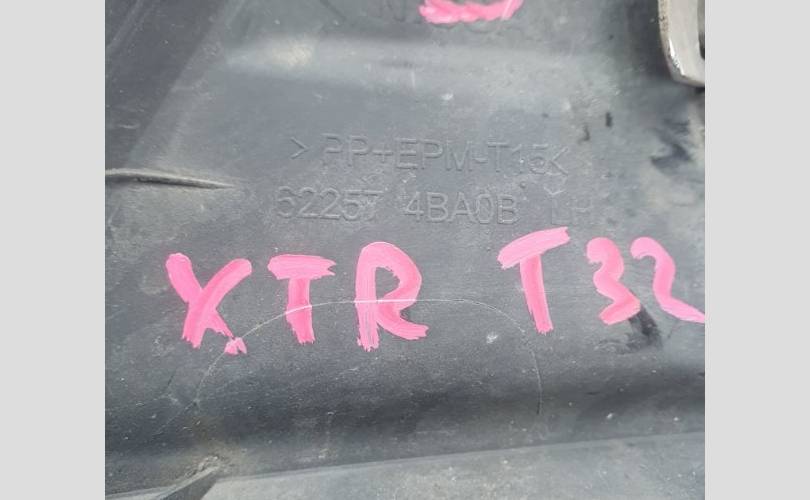 >PP+EPM-T15<
62257 4BA0B LH
XTR T32